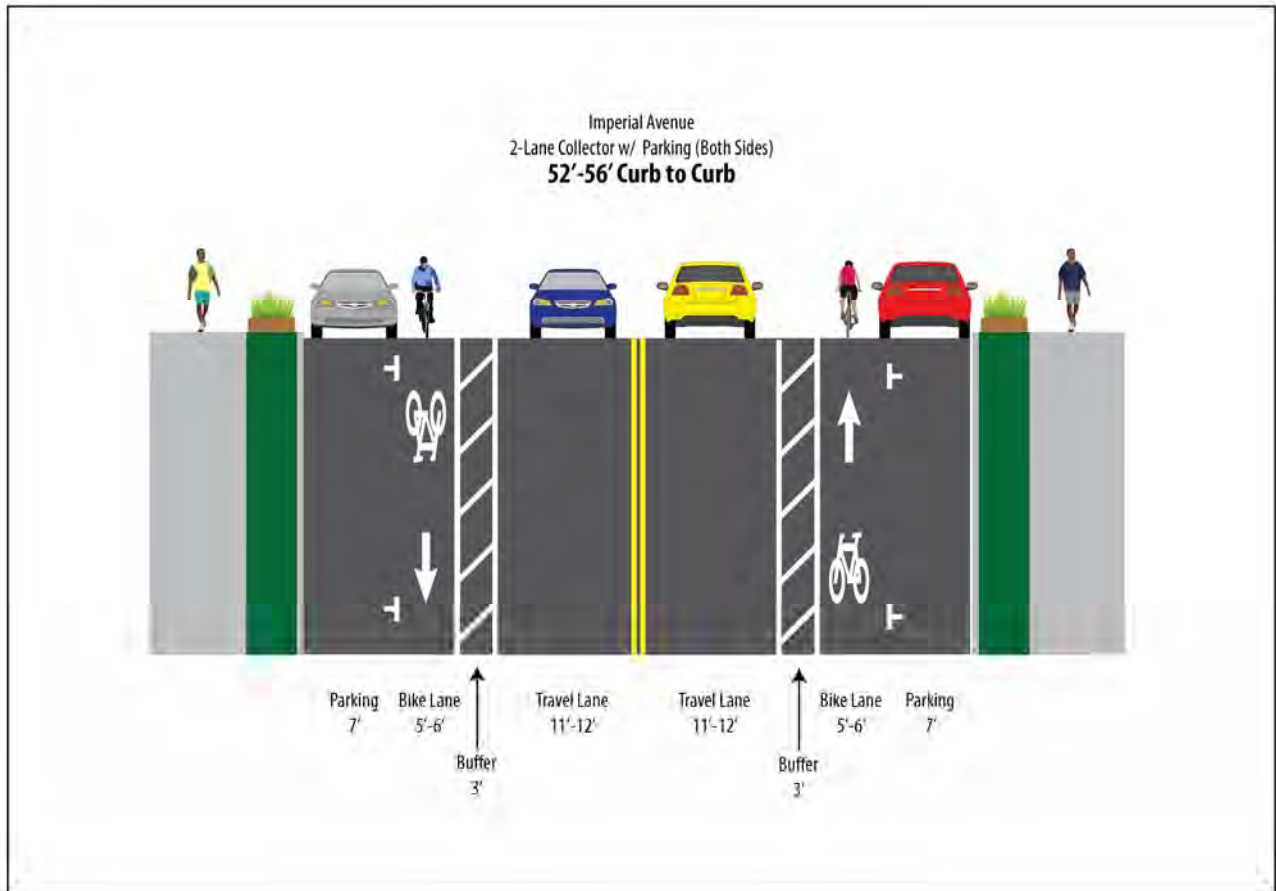 Imperial Avenue
2-Lane Collector w/ Parking (Both Sides)
52’-56’ Curb to Curb
Parking
7’
Bike Lane
5’-6’
Buffer
3’
Travel Lane
11’-12’
Travel Lane
11’-12’
Buffer
3’
Bike Lane
5’-6’
Parking
7’